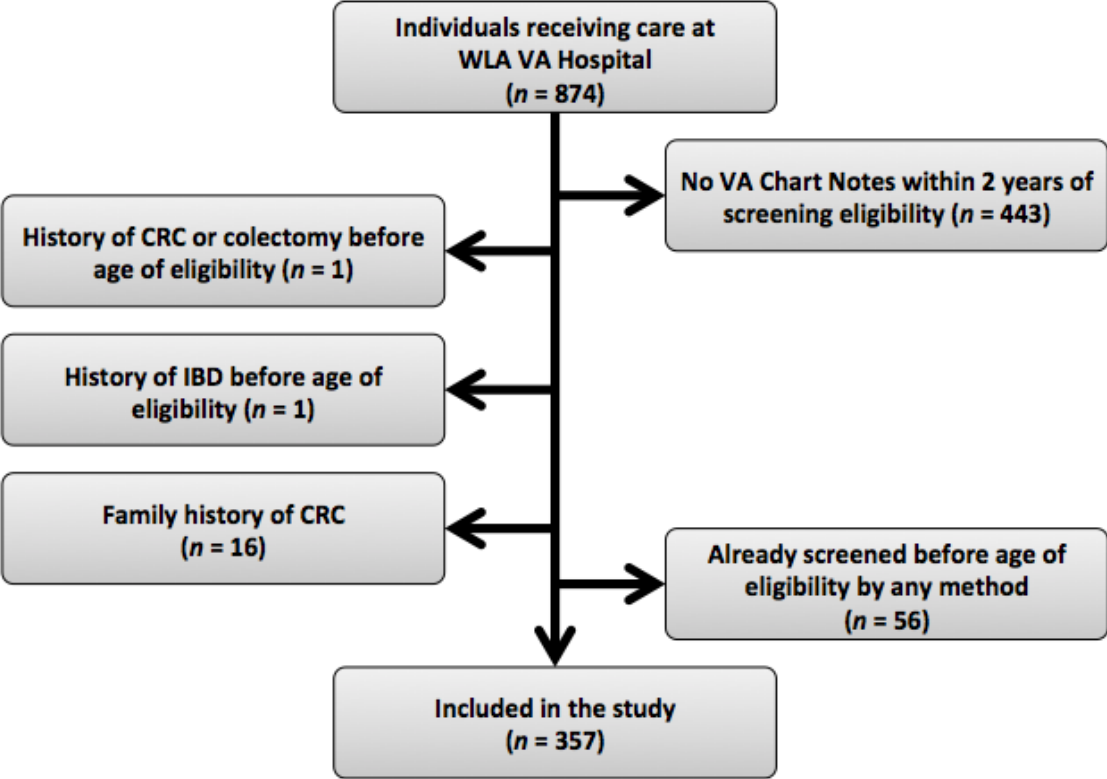 Individuals receiving care at
WLA VA Hospital
(n = 874)
No VA Chart Notes within 2 years of
screening eligibility (n = 443)
History of CRC or colectomy before
age of eligibility (n = 1)
History of IBD before age of
eligibility (n = 1)
Family history of CRC
(n = 16)
Already screened before age of
eligibility by any method
(n = 56)
Included in the study
(n = 357)